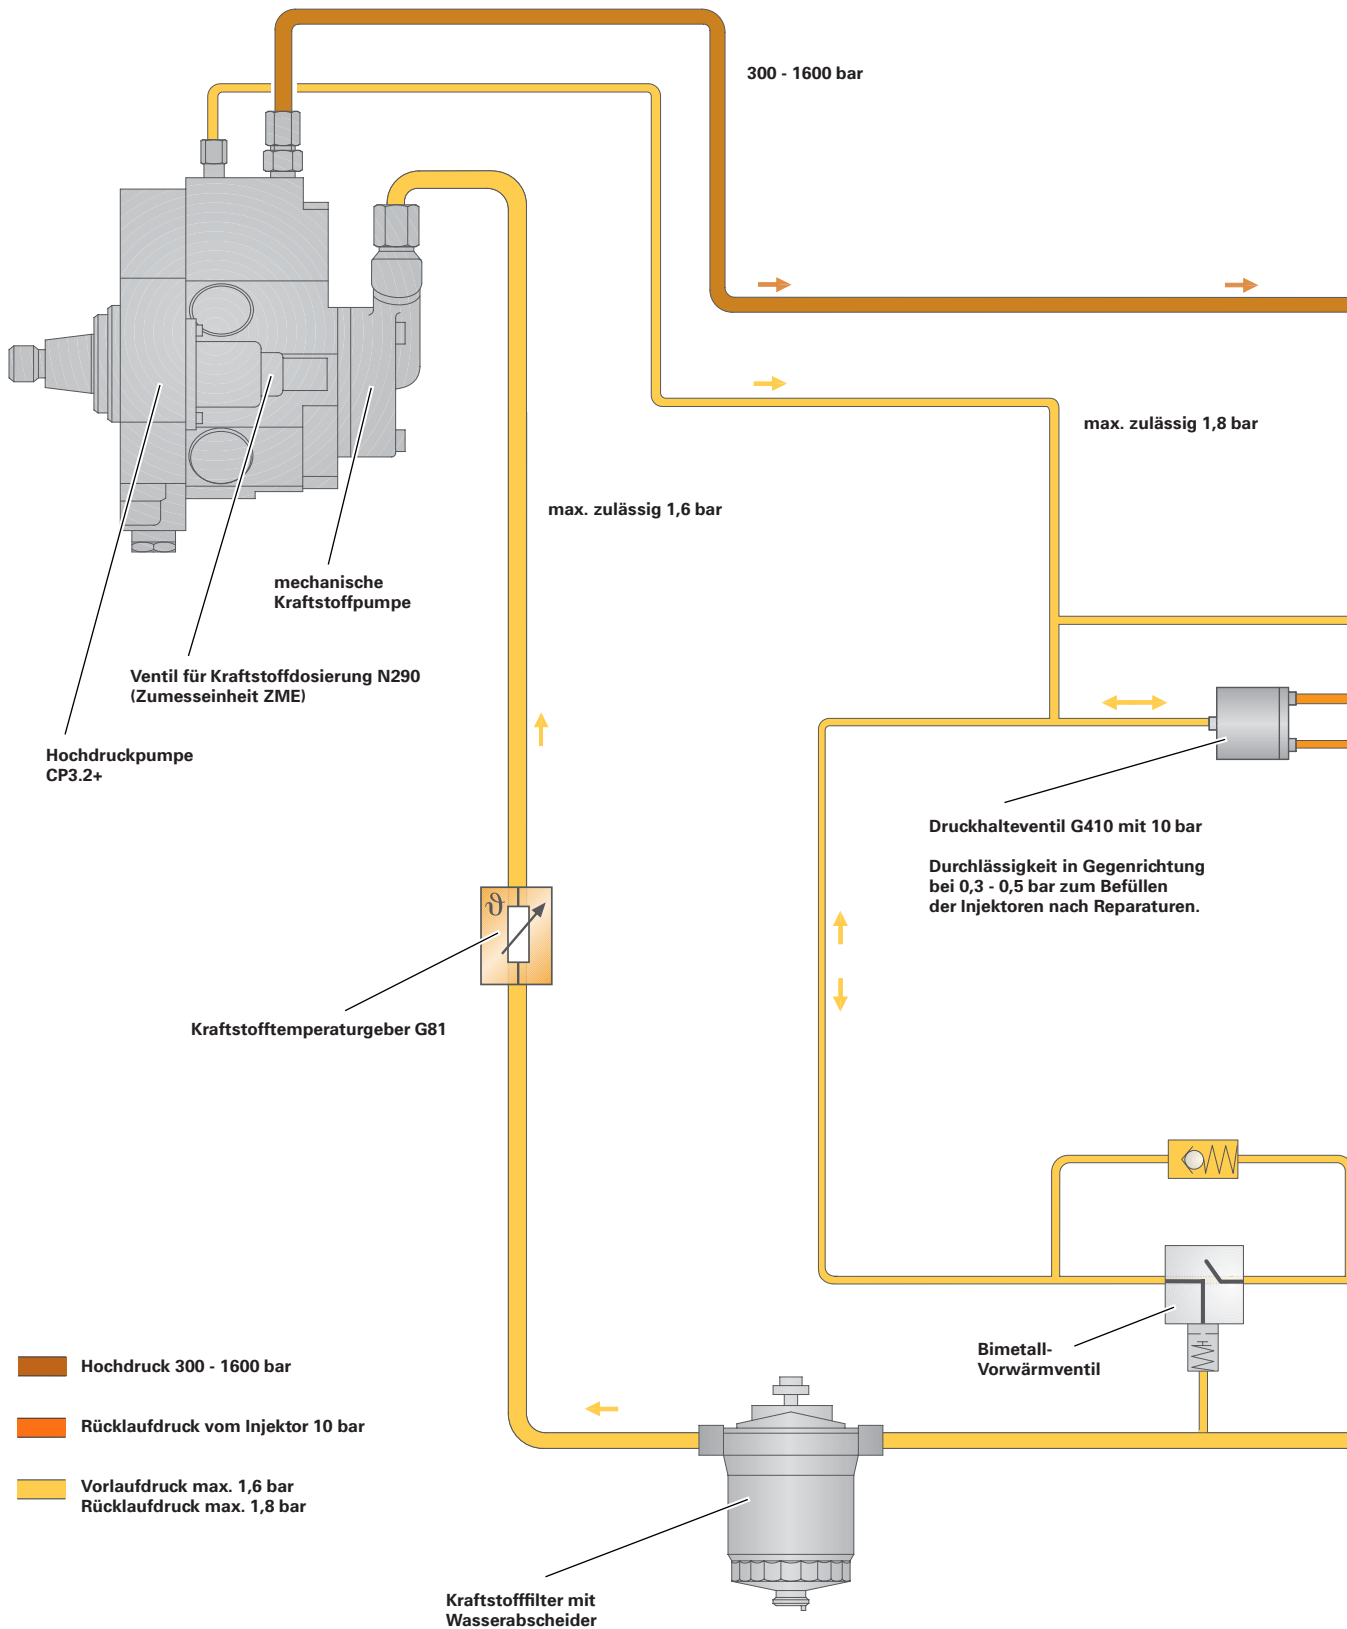 300 - 1600 bar
max. zulässig 1,8 bar
max. zulässig 1,6 bar
mechanische
Kraftstoffpumpe
Ventil für Kraftstoffdosierung N290
(Zumesseinheit ZME)
Hochdruckpumpe
CP3.2+
Druckhalteventil G410 mit 10 bar
Durchlässigkeit in Gegenrichtung
bei 0,3 - 0,5 bar zum Befüllen
der Injektoren nach Reparaturen.
ϑ
Kraftstofftemperaturgeber G81
Bimetall-
Vorwärmventil
Hochdruck 300 - 1600 bar
Rücklaufdruck vom Injektor 10 bar
Vorlaufdruck max. 1,6 bar
Rücklaufdruck max. 1,8 bar
Kraftstofffilter mit
Wasserabscheider